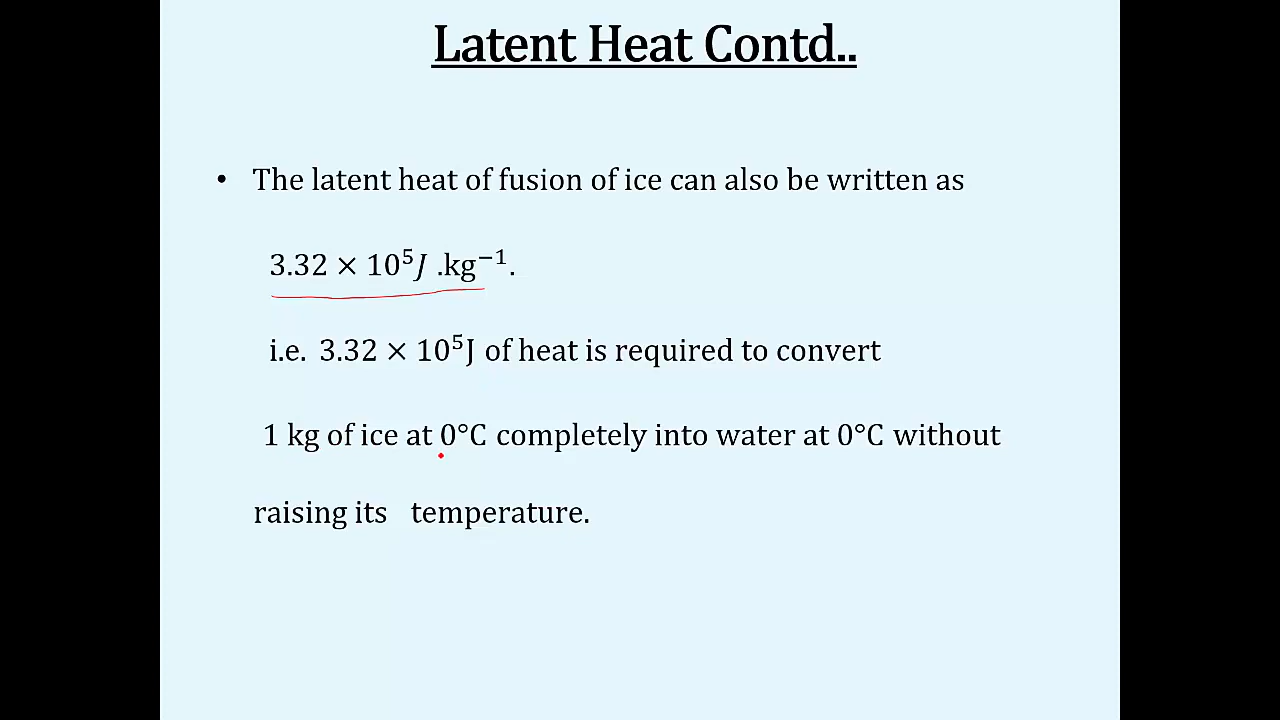 Latent Heat Contd..
• The latent heat of fusion of ice can also be written as
3.32 × 10⁵J .kg⁻¹.
i.e. 3.32 × 10⁵J of heat is required to convert
1 kg of ice at 0°C completely into water at 0°C without
raising its temperature.